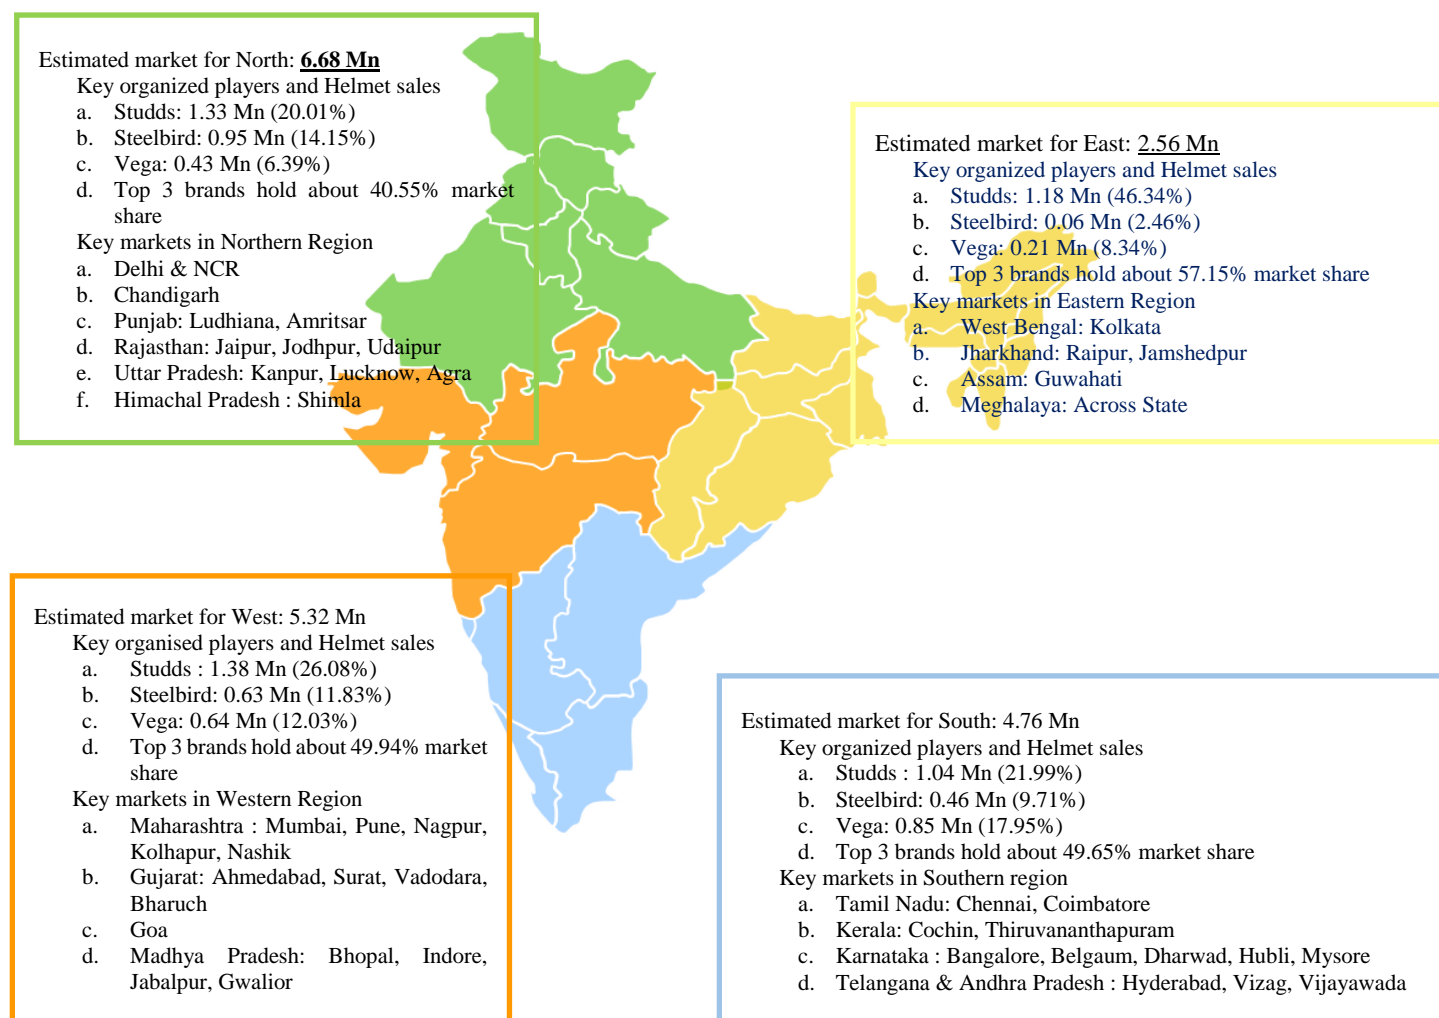 Estimated market for North: 6.68 Mn
Key organized players and Helmet sales
a. Studds: 1.33 Mn (20.01%)
b. Steelbird: 0.95 Mn (14.15%)
c. Vega: 0.43 Mn (6.39%)
d. Top 3 brands hold about 40.55% market
share
Key markets in Northern Region
a. Delhi & NCR
b. Chandigarh
c. Punjab: Ludhiana, Amritsar
d. Rajasthan: Jaipur, Jodhpur, Udaipur
e. Uttar Pradesh: Kanpur, Lucknow, Agra
f. Himachal Pradesh : Shimla
Estimated market for East: 2.56 Mn
Key organized players and Helmet sales
a. Studds: 1.18 Mn (46.34%)
b. Steelbird: 0.06 Mn (2.46%)
c. Vega: 0.21 Mn (8.34%)
d. Top 3 brands hold about 57.15% market share
Key markets in Eastern Region
a. West Bengal: Kolkata
b. Jharkhand: Raipur, Jamshedpur
c. Assam: Guwahati
d. Meghalaya: Across State
Estimated market for West: 5.32 Mn
Key organised players and Helmet sales
a. Studds : 1.38 Mn (26.08%)
b. Steelbird: 0.63 Mn (11.83%)
c. Vega: 0.64 Mn (12.03%)
d. Top 3 brands hold about 49.94% market
share
Key markets in Western Region
a. Maharashtra : Mumbai, Pune, Nagpur,
Kolhapur, Nashik
b. Gujarat: Ahmedabad, Surat, Vadodara,
Bharuch
c. Goa
d. Madhya Pradesh: Bhopal, Indore,
Jabalpur, Gwalior
Estimated market for South: 4.76 Mn
Key organized players and Helmet sales
a. Studds : 1.04 Mn (21.99%)
b. Steelbird: 0.46 Mn (9.71%)
c. Vega: 0.85 Mn (17.95%)
d. Top 3 brands hold about 49.65% market share
Key markets in Southern region
a. Tamil Nadu: Chennai, Coimbatore
b. Kerala: Cochin, Thiruvananthapuram
c. Karnataka : Bangalore, Belgaum, Dharwad, Hubli, Mysore
d. Telangana & Andhra Pradesh : Hyderabad, Vizag, Vijayawada